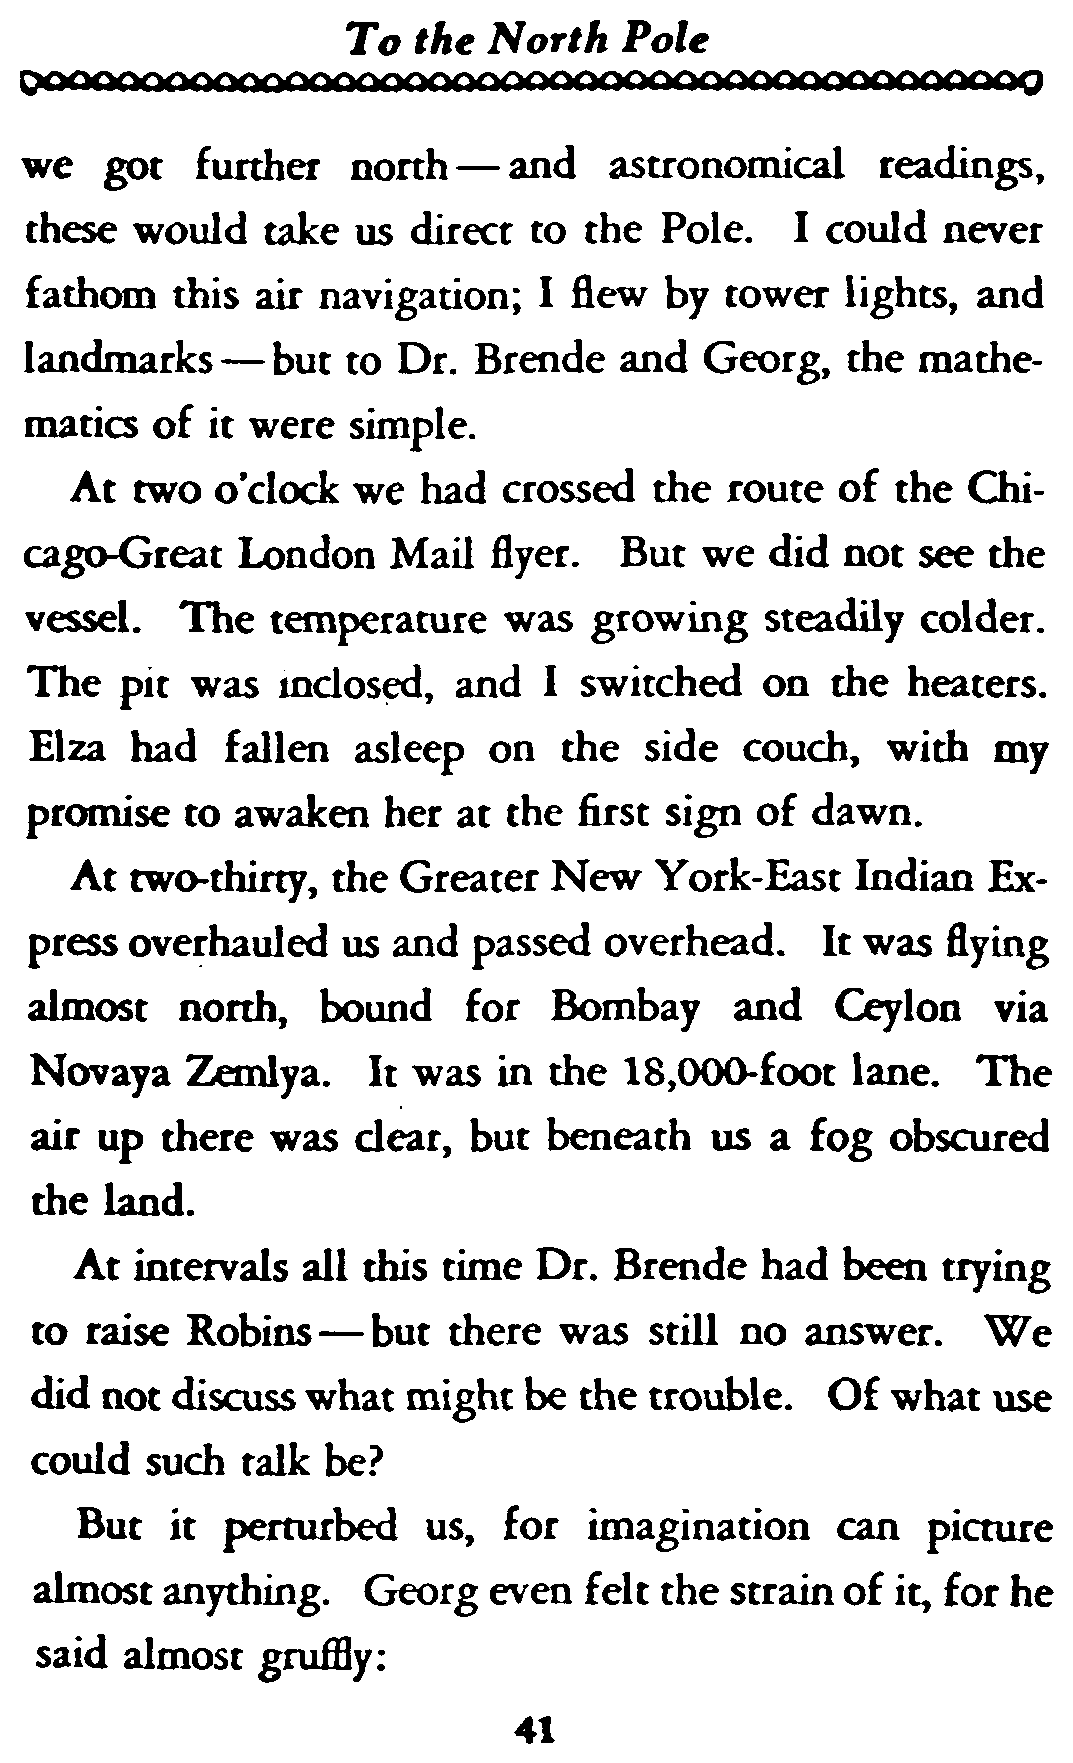 To the North Pole
we got further north — and astronomical readings,
these would take us direct to the Pole. I could never
fathom this air navigation; I flew by tower lights, and
landmarks — but to Dr. Brende and Georg, the mathe-
matics of it were simple.
At two o'clock we had crossed the route of the Chi-
cago-Great London Mail flyer. But we did not see the
vessel. The temperature was growing steadily colder.
The pit was inclosed, and I switched on the heaters.
Elza had fallen asleep on the side couch, with my
promise to awaken her at the first sign of dawn.
At two-thirty, the Greater New York-East Indian Ex-
press overhauled us and passed overhead. It was flying
almost north, bound for Bombay and Ceylon via
Novaya Zemlya. It was in the 18,000-foot lane. The
air up there was clear, but beneath us a fog obscured
the land.
At intervals all this time Dr. Brende had been trying
to raise Robins — but there was still no answer. We
did not discuss what might be the trouble. Of what use
could such talk be?
But it perturbed us, for imagination can picture
almost anything. Georg even felt the strain of it, for he
said almost gruffly:
41